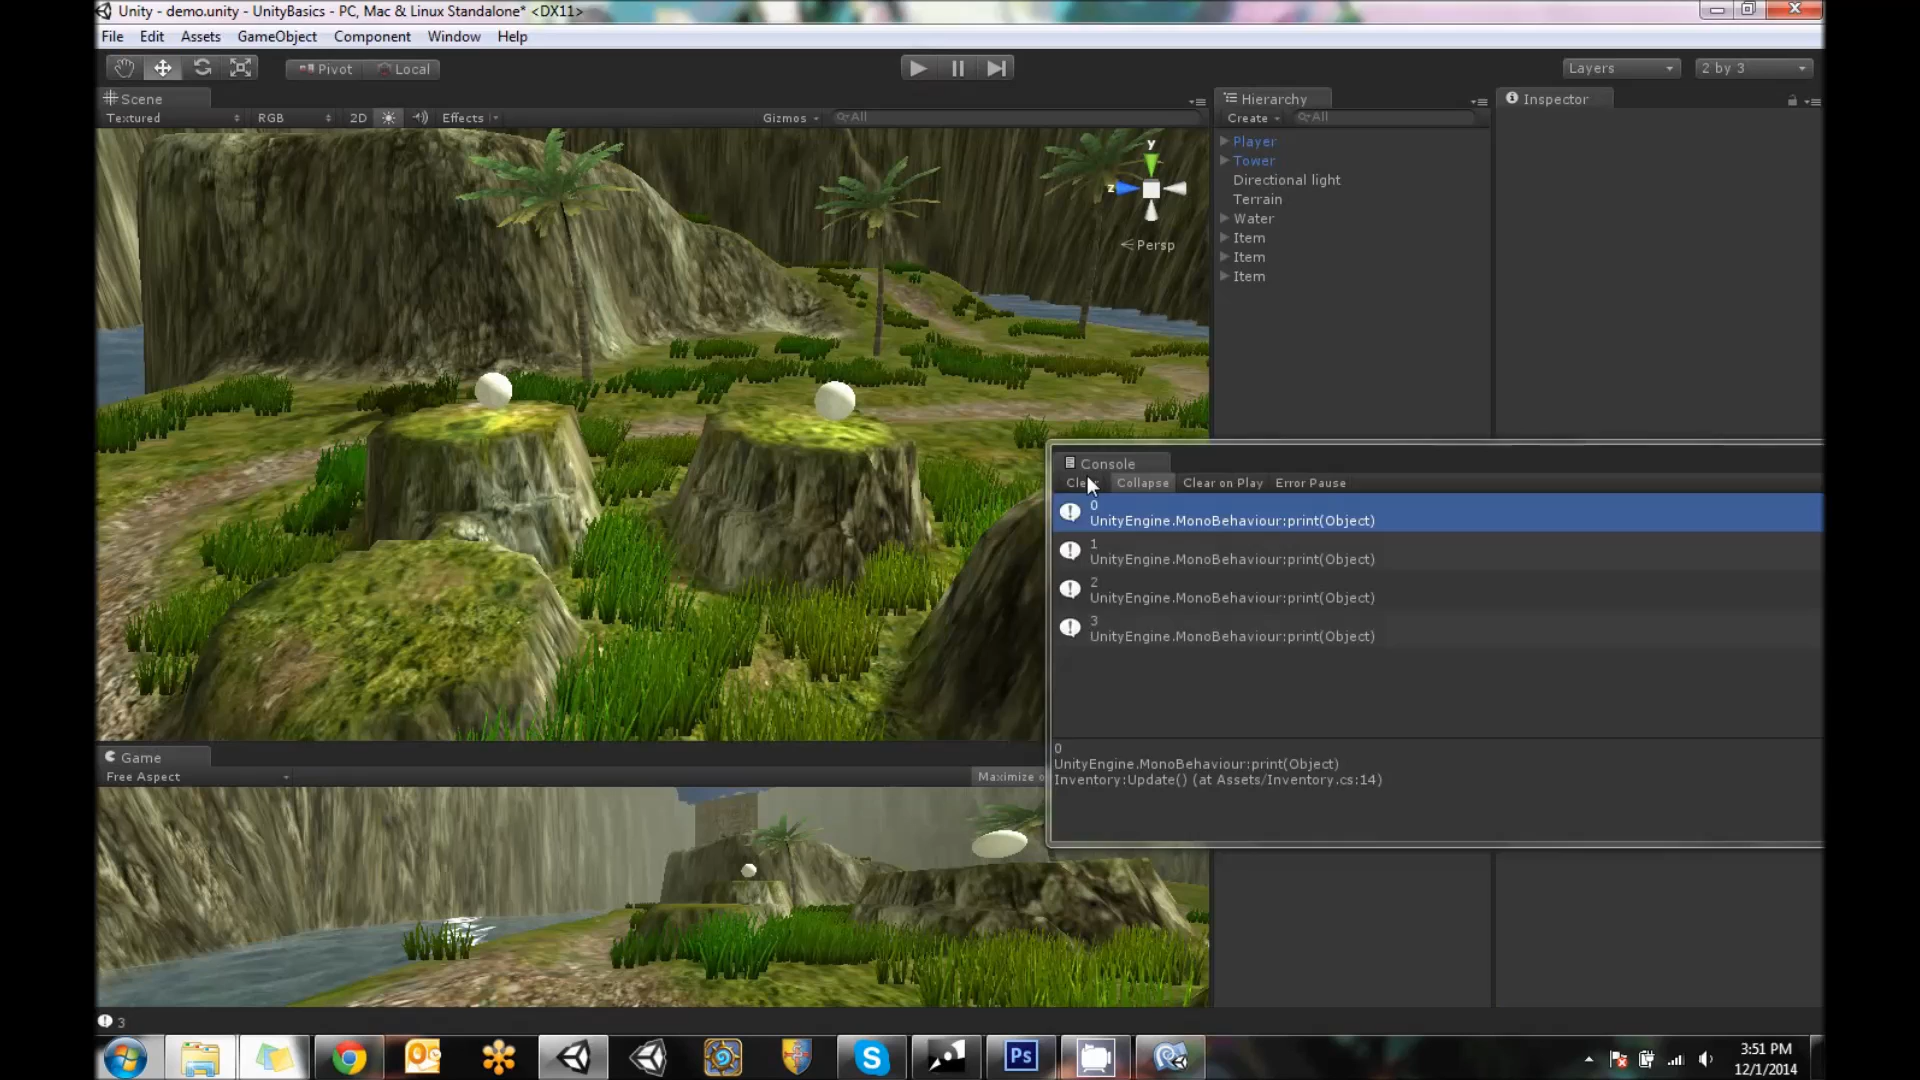 Unity - demo.unity - UnityBasics - PC, Mac & Linux Standalone* <DX11>
File Edit Assets GameObject Component Window Help
Pivot Local Layers 2 by 3
Scene Hierarchy Inspector
Textured RGB 2D Effects Gizmos All Create All
Player
Tower
Directional light
Terrain
Water
Item
Item
Item
y
z
Persp
Console
Collapse Clear on Play Error Pause
0
UnityEngine.MonoBehaviour:print(Object)
1
UnityEngine.MonoBehaviour:print(Object)
2
UnityEngine.MonoBehaviour:print(Object)
3
UnityEngine.MonoBehaviour:print(Object)
0
UnityEngine.MonoBehaviour:print(Object)
Inventory:Update() (at Assets/Inventory.cs:14)
Game
Free Aspect Maximize
3
Ps
3:51 PM
12/1/2014